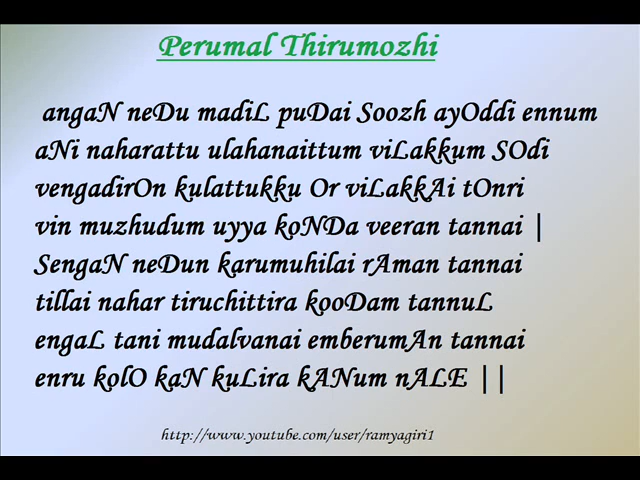 Perumal Thirumozhi
angaN neDu madiL puDai Soozh ayODdi ennum
aNi naharattu ulahanaittum viLakkum SOdi
vengadirOn kulattukku Or viLakkAi tOnri
vin muzhudum uyya koNDa veeran tannai |
SengaN neDun karumuhilai rAman tannai
tillai nahar tiruchittira kooDam tannuL
engaL tani mudalvanai emberumAn tannai
enru kolO kaN kuLira kANum nALE ||
http://www.youtube.com/user/ramyagiri1